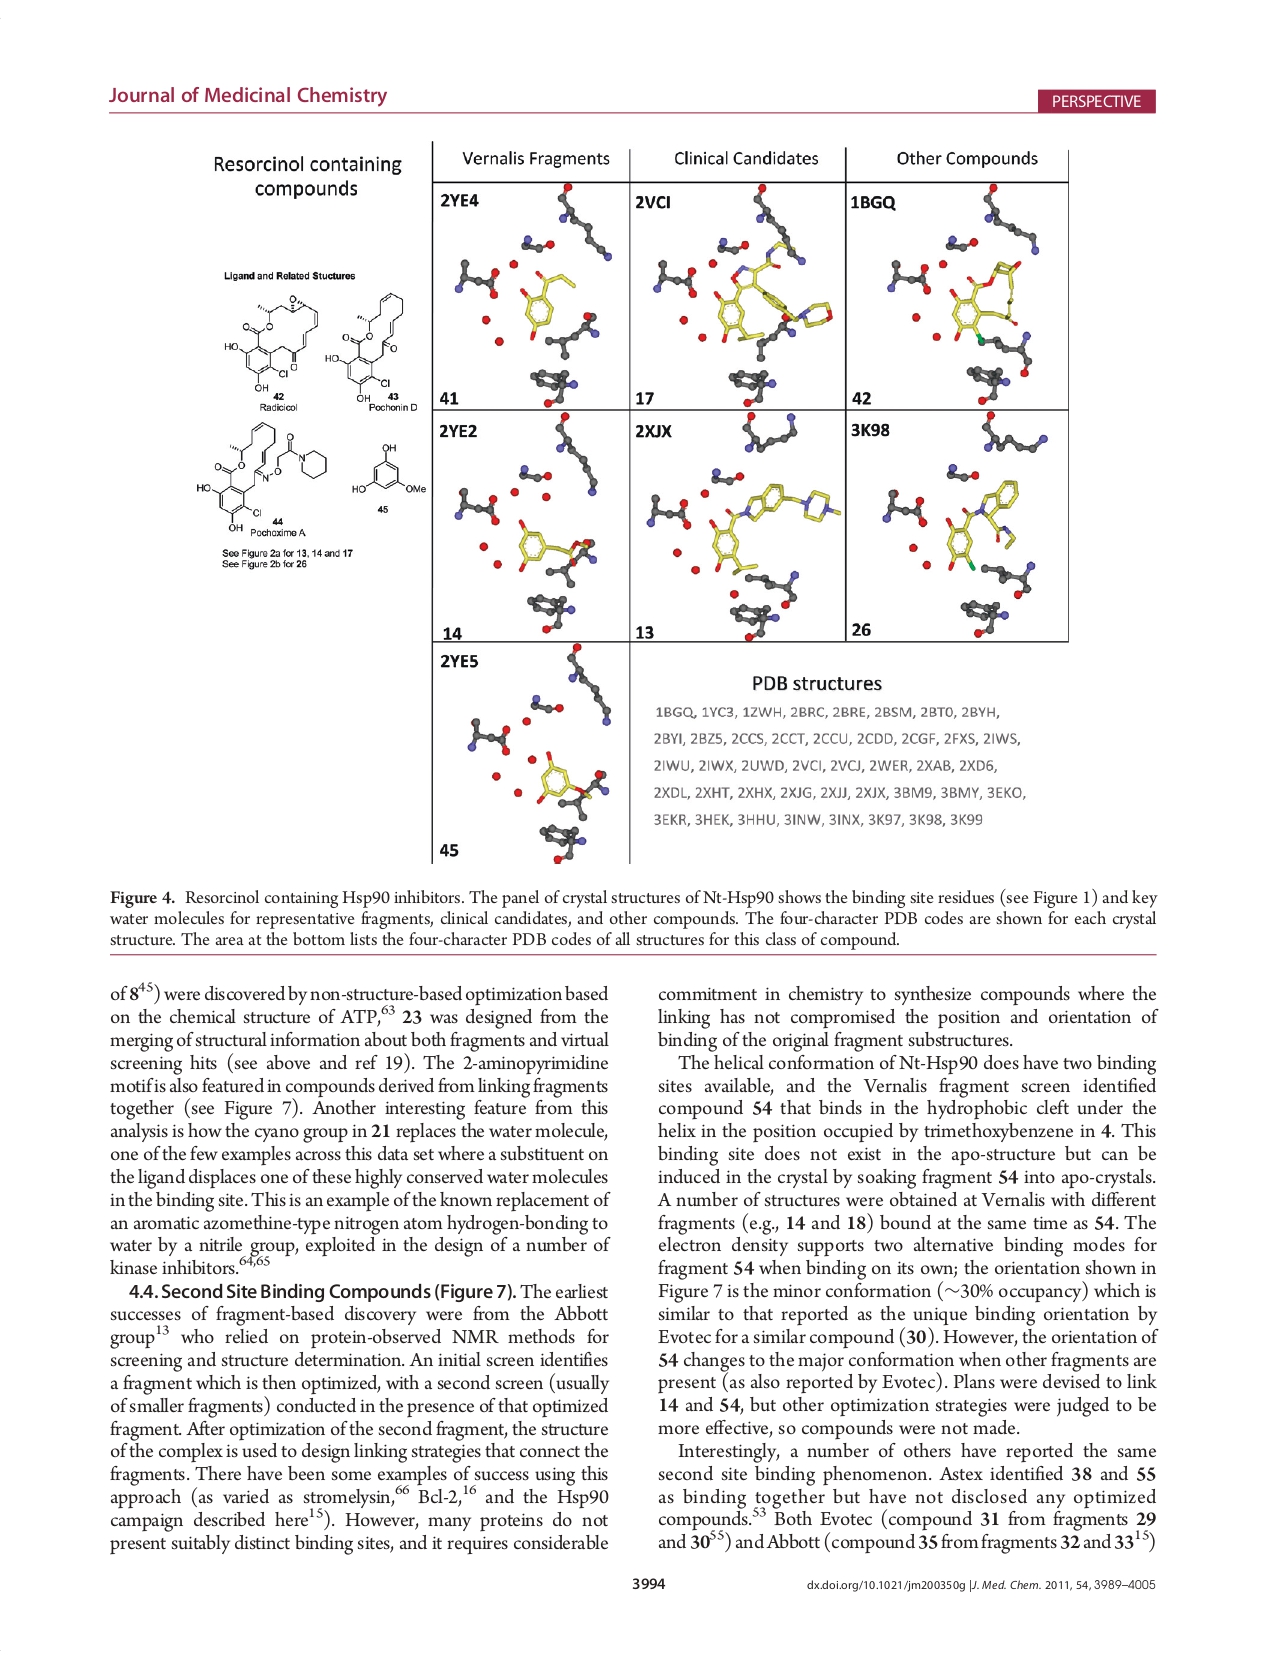 Journal of Medicinal Chemistry
PERSPECTIVE
Resorcinol containing
compounds
Vernalis Fragments
Clinical Candidates
Other Compounds
Ligand and Related Stuctures
O
O
O
HO
O
Cl
OH
42
Radicicol
O
O
O
HO
Cl
OH
43
Pochonin D
O
O
O
N
N
O
HO
Cl
OH
44
Pochoxime A
OH
HO
OMe
45
See Figure 2a for 13, 14 and 17
See Figure 2b for 26
2YE4
41
2VCI
17
1BGQ
42
2YE2
14
2XJX
13
3K98
26
2YE5
45
PDB structures
1BGQ, 1YC3, 1ZWH, 2BRC, 2BRE, 2BSM, 2BT0, 2BYH,
2BYI, 2BZ5, 2CCS, 2CCT, 2CCU, 2CDD, 2CGF, 2FXS, 2IWS,
2IWU, 2IWX, 2UWD, 2VCI, 2VCJ, 2WER, 2XAB, 2XD6,
2XDL, 2XHT, 2XHX, 2XJG, 2XJJ, 2XJX, 3BM9, 3BMY, 3EKO,
3EKR, 3HEK, 3HHU, 3INW, 3INX, 3K97, 3K98, 3K99
Figure 4. Resorcinol containing Hsp90 inhibitors. The panel of crystal structures of Nt-Hsp90 shows the binding site residues (see Figure 1) and key
water molecules for representative fragments, clinical candidates, and other compounds. The four-character PDB codes are shown for each crystal
structure. The area at the bottom lists the four-character PDB codes of all structures for this class of compound.
of 8⁴⁵) were discovered by non-structure-based optimization based
on the chemical structure of ATP,⁶³ 23 was designed from the
merging of structural information about both fragments and virtual
screening hits (see above and ref 19). The 2-aminopyrimidine
motif is also featured in compounds derived from linking fragments
together (see Figure 7). Another interesting feature from this
analysis is how the cyano group in 21 replaces the water molecule,
one of the few examples across this data set where a substituent on
the ligand displaces one of these highly conserved water molecules
in the binding site. This is an example of the known replacement of
an aromatic azomethine-type nitrogen atom hydrogen-bonding to
water by a nitrile group, exploited in the design of a number of
kinase inhibitors.⁶⁴,⁶⁵
4.4. Second Site Binding Compounds (Figure 7). The earliest
successes of fragment-based discovery were from the Abbott
group¹³ who relied on protein-observed NMR methods for
screening and structure determination. An initial screen identifies
a fragment which is then optimized, with a second screen (usually
of smaller fragments) conducted in the presence of that optimized
fragment. After optimization of the second fragment, the structure
of the complex is used to design linking strategies that connect the
fragments. There have been some examples of success using this
approach (as varied as stromelysin,⁶⁶ Bcl-2,¹⁶ and the Hsp90
campaign described here¹⁵). However, many proteins do not
present suitably distinct binding sites, and it requires considerable
commitment in chemistry to synthesize compounds where the
linking has not compromised the position and orientation of
binding of the original fragment substructures.
The helical conformation of Nt-Hsp90 does have two binding
sites available, and the Vernalis fragment screen identified
compound 54 that binds in the hydrophobic cleft under the
helix in the position occupied by trimethoxybenzene in 4. This
binding site does not exist in the apo-structure but can be
induced in the crystal by soaking fragment 54 into apo-crystals.
A number of structures were obtained at Vernalis with different
fragments (e.g., 14 and 18) bound at the same time as 54. The
electron density supports two alternative binding modes for
fragment 54 when binding on its own; the orientation shown in
Figure 7 is the minor conformation (∼30% occupancy) which is
similar to that reported as the unique binding orientation by
Evotec for a similar compound (30). However, the orientation of
54 changes to the major conformation when other fragments are
present (as also reported by Evotec). Plans were devised to link
14 and 54, but other optimization strategies were judged to be
more effective, so compounds were not made.
Interestingly, a number of others have reported the same
second site binding phenomenon. Astex identified 38 and 55
as binding together but have not disclosed any optimized
compounds.⁵³ Both Evotec (compound 31 from fragments 29
and 30⁵⁵) and Abbott (compound 35 from fragments 32 and 33¹⁵)
3994
dx.doi.org/10.1021/jm200350g |J. Med. Chem. 2011, 54, 3989–4005